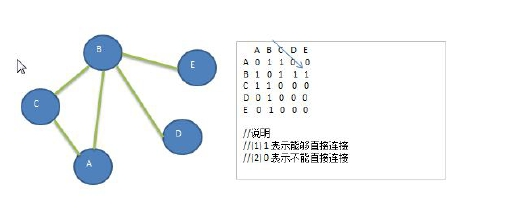 B
E
C
D
A
A B C D E
A 0 1 1 0 0
B 1 0 1 1 1
C 1 1 0 0 0
D 0 1 0 0 0
E 0 1 0 0 0
//说明
//(1) 1 表示能够直接连接
//(2) 0 表示不能直接连接